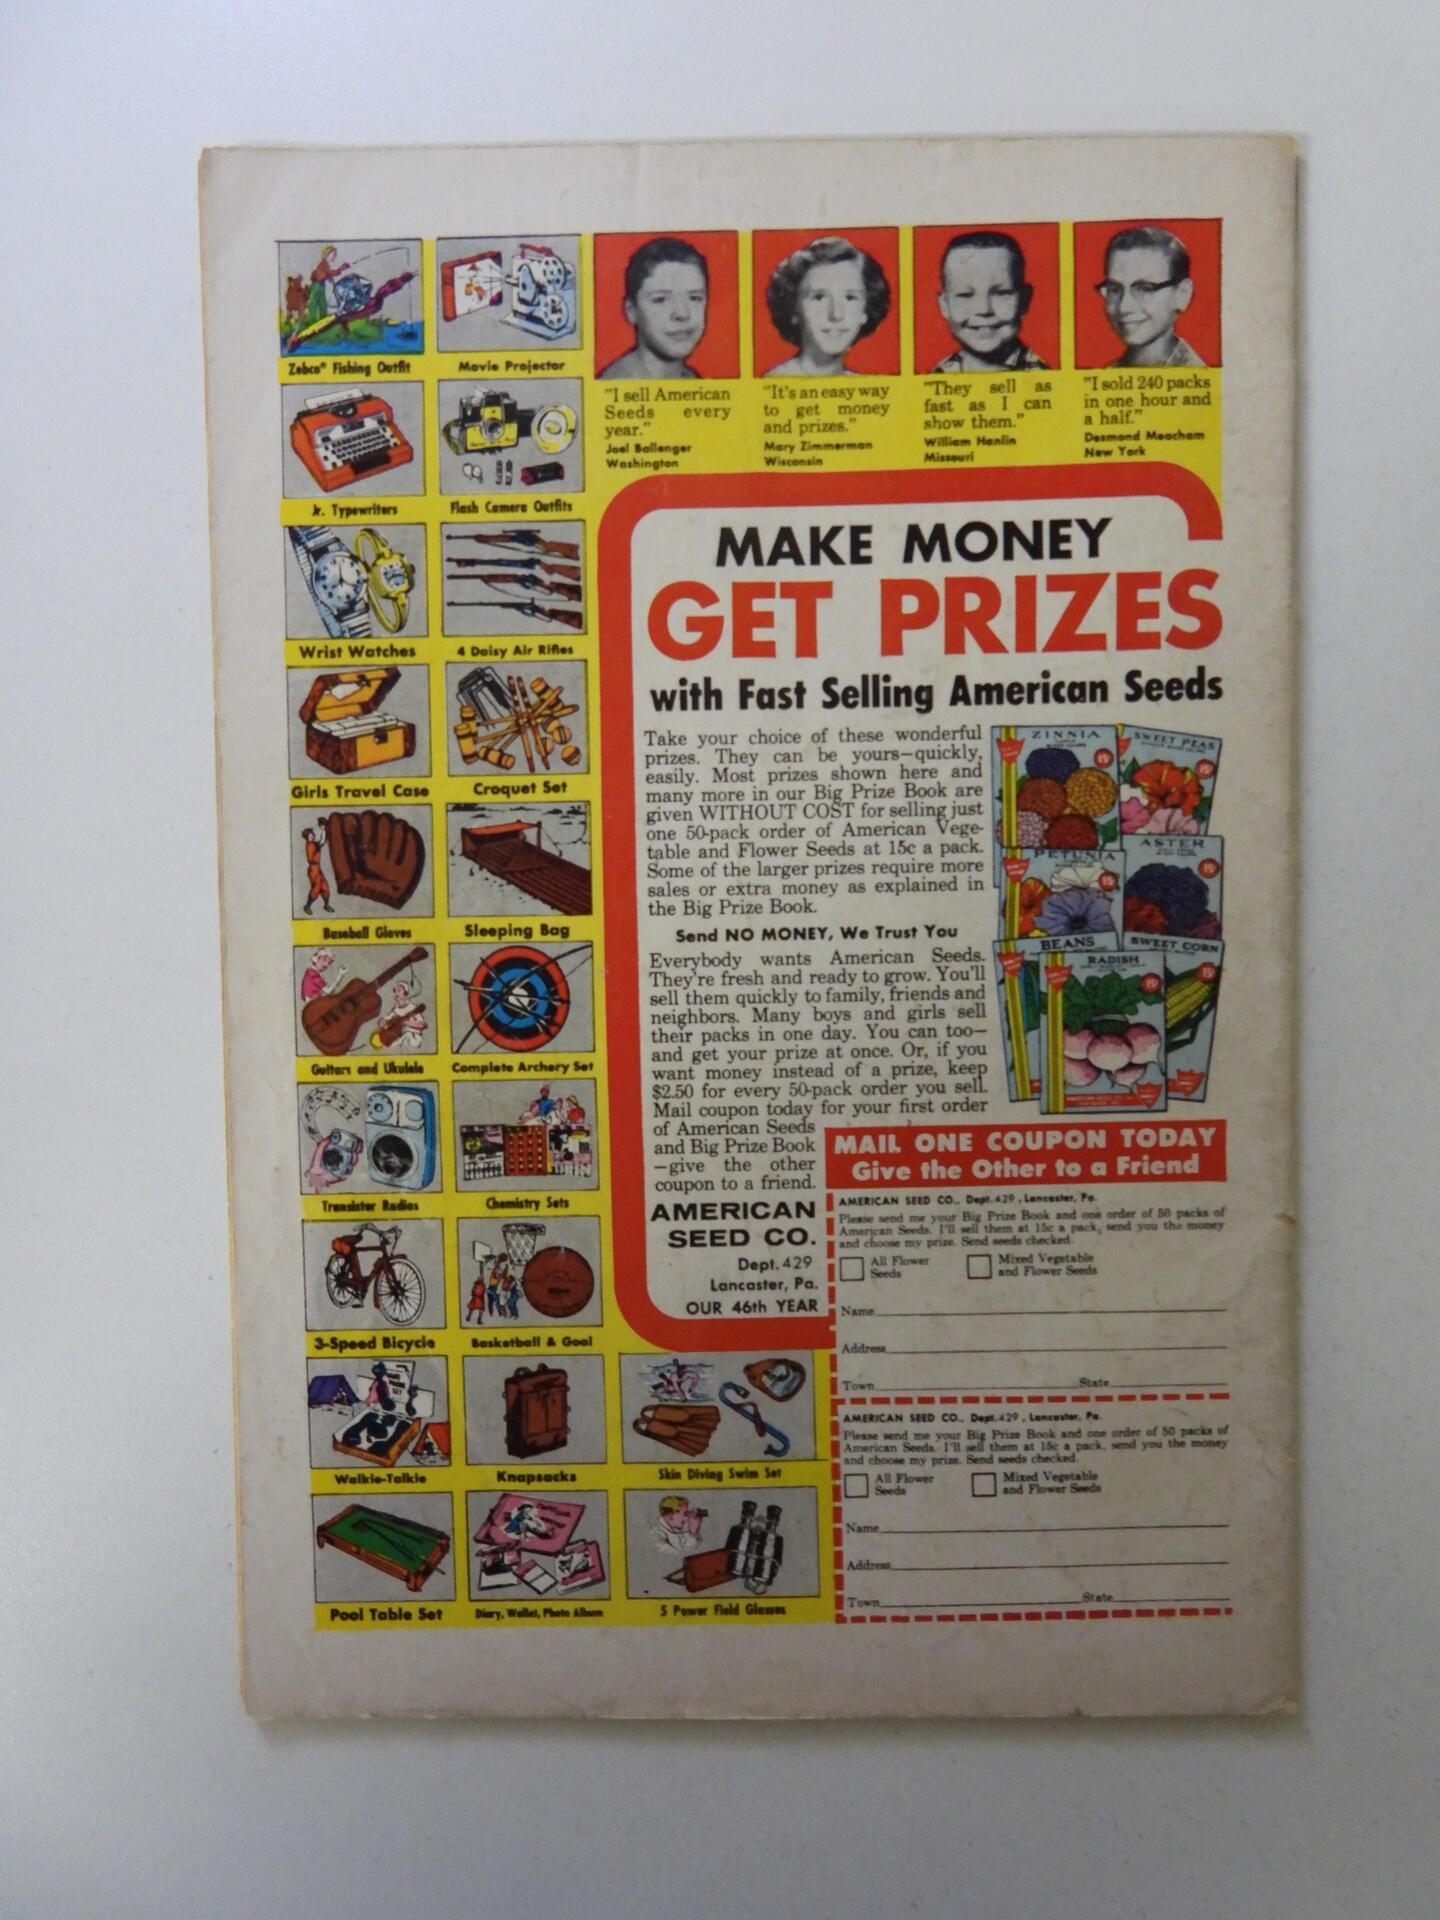 "I sell American
Seeds every
year."
Joel Ballenger
Washington
"It's an easy way
to get money
and prizes."
Mary Zimmerman
Wisconsin
"They sell as
fast as I can
show them."
William Hanlin
Missouri
"I sold 240 packs
in one hour and
a half."
Desmond Meacham
New York
Zebco® Fishing Outfit
Movie Projector
Jr. Typewriters
Flash Camera Outfits
Wrist Watches
4 Daisy Air Rifles
Girls Travel Case
Croquet Set
Baseball Gloves
Sleeping Bag
Guitars and Ukulele
Complete Archery Set
Transistor Radios
Chemistry Sets
3-Speed Bicycle
Basketball & Goal
Walkie-Talkie
Knapsacks
Skin Diving Swim Set
Pool Table Set
Diary, Wallet, Photo Album
5 Power Field Glasses
MAKE MONEY
GET PRIZES
with Fast Selling American Seeds
Take your choice of these wonderful
prizes. They can be yours—quickly,
easily. Most prizes shown here and
many more in our Big Prize Book are
given WITHOUT COST for selling just
one 50-pack order of American Vege-
table and Flower Seeds at 15c a pack.
Some of the larger prizes require more
sales or extra money as explained in
the Big Prize Book.
Send NO MONEY, We Trust You
Everybody wants American Seeds.
They're fresh and ready to grow. You'll
sell them quickly to family, friends and
neighbors. Many boys and girls sell
their packs in one day. You can too—
and get your prize at once. Or, if you
want money instead of a prize, keep
$2.50 for every 50-pack order you sell.
Mail coupon today for your first order
of American Seeds
and Big Prize Book
—give the other
coupon to a friend.
AMERICAN
SEED CO.
Dept. 429
Lancaster, Pa.
OUR 46th YEAR
ZINNIA
15¢
SWEET PEAS
15¢
PETUNIA
15¢
ASTER
15¢
BEANS
SWEET CORN
15¢
RADISH
15¢
MAIL ONE COUPON TODAY
Give the Other to a Friend
AMERICAN SEED CO., Dept. 429, Lancaster, Pa.
Please send me your Big Prize Book and one order of 50 packs of
American Seeds. I'll sell them at 15c a pack, send you the money
and choose my prize. Send seeds checked.
All Flower
Seeds
Mixed Vegetable
and Flower Seeds
Name
Address
Town State
AMERICAN SEED CO., Dept. 429, Lancaster, Pa.
Please send me your Big Prize Book and one order of 50 packs of
American Seeds. I'll sell them at 15c a pack, send you the money
and choose my prize. Send seeds checked.
All Flower
Seeds
Mixed Vegetable
and Flower Seeds
Name
Address
Town State